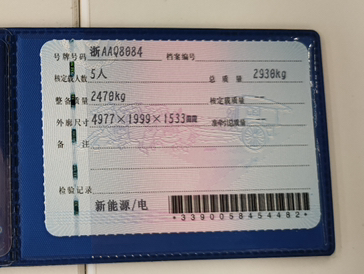 号牌号码 浙AAQ8084 档案编号
核定载人数 5人 总质量 2930kg
整备质量 2470kg 核定载质量 —
外廓尺寸 4977×1999×1533mm 准牵引总质量 —
备注
检验记录
新能源/电
*3390058454482*